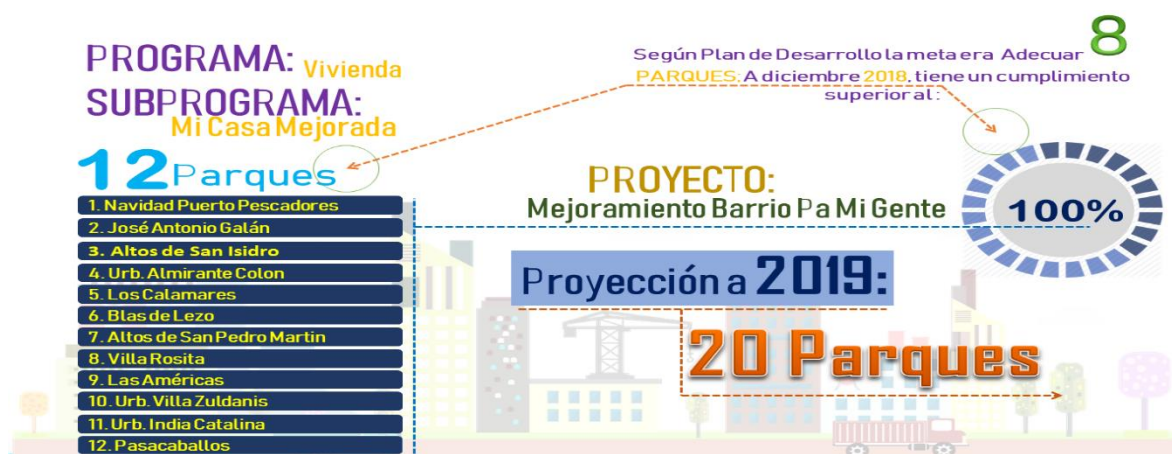 PROGRAMA: Vivienda
SUBPROGRAMA:
Mi Casa Mejorada
12 Parques
1. Navidad Puerto Pescadores
2. José Antonio Galán
3. Altos de San Isidro
4. Urb. Almirante Colon
5. Los Calamares
6. Blas de Lezo
7. Altos de San Pedro Martin
8. Villa Rosita
9. Las Américas
10. Urb. Villa Zuldanis
11. Urb. India Catalina
12. Pasacaballos
Según Plan de Desarrollo la meta era Adecuar 8
PARQUES; A diciembre 2018, tiene un cumplimiento
superior al :
PROYECTO:
Mejoramiento Barrio Pa Mi Gente
100%
Proyección a 2019:
20 Parques